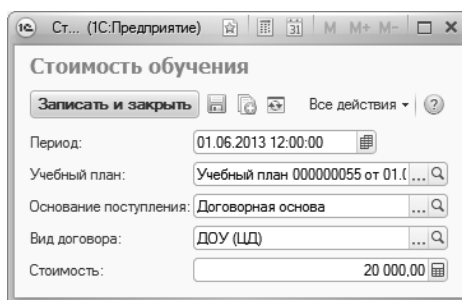 Ст... (1С:Предприятие) 31 M M+ M-
Стоимость обучения
Записать и закрыть Все действия ?
Период: 01.06.2013 12:00:00
Учебный план: Учебный план 000000055 от 01.( ...
Основание поступления: Договорная основа ...
Вид договора: ДОУ (ЦД) ...
Стоимость: 20 000,00